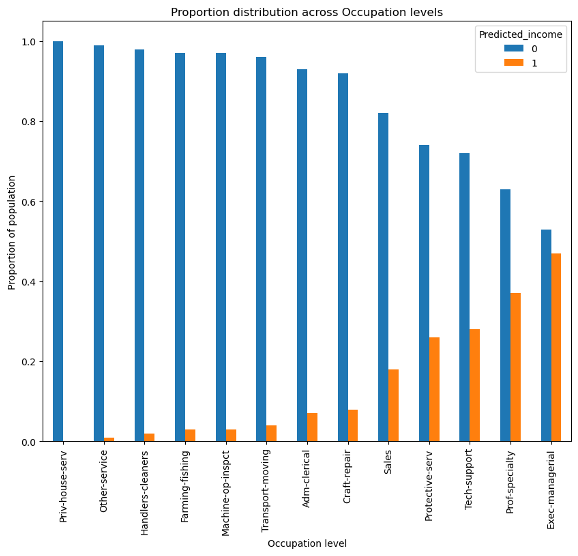 Proportion distribution across Occupation levels
Predicted_income
0
1
1.0
0.8
0.6
0.4
0.2
0.0
Proportion of population
Priv-house-serv
Other-service
Handlers-cleaners
Farming-fishing
Machine-op-inspct
Transport-moving
Adm-clerical
Craft-repair
Sales
Protective-serv
Tech-support
Prof-specialty
Exec-managerial
Occupation level